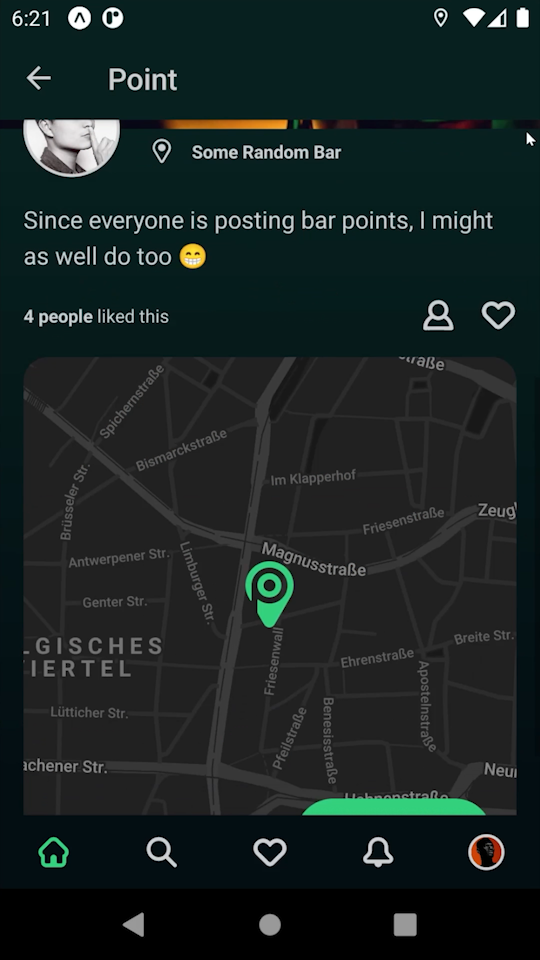 6:21
Point
Some Random Bar
Since everyone is posting bar points, I might
as well do too 😁
4 people liked this
Spichernstraße
Bismarckstraße
Im Klapperhof
Brüsseler Str.
Friesenstraße
Zeug
Magnusstraße
Antwerpener Str.
Limburger Str.
Genter Str.
LGISCHES
IERTEL
Friesenwall
Ehrenstraße
Breite Str.
Apostelnstraße
Lütticher Str.
Pfeilstraße
Benesisstraße
achener Str.
Neu